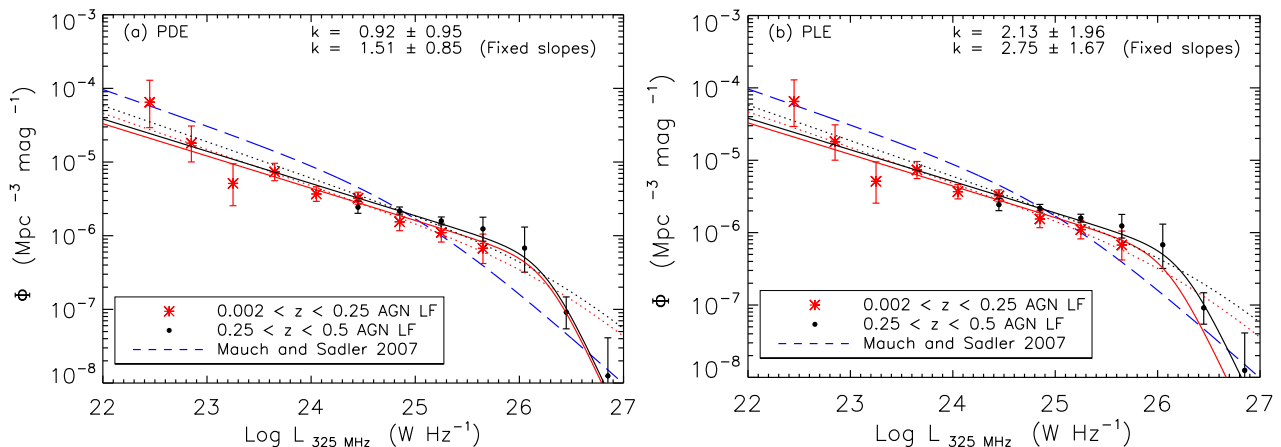 (a) PDE
k = 0.92 ± 0.95
k = 1.51 ± 0.85 (Fixed slopes)
10⁻³
10⁻⁴
10⁻⁵
10⁻⁶
10⁻⁷
10⁻⁸
Φ (Mpc ⁻³ mag ⁻¹)
0.002 < z < 0.25 AGN LF
0.25 < z < 0.5 AGN LF
Mauch and Sadler 2007
22 23 24 25 26 27
Log L 325 MHz (W Hz⁻¹)
(b) PLE
k = 2.13 ± 1.96
k = 2.75 ± 1.67 (Fixed slopes)
10⁻³
10⁻⁴
10⁻⁵
10⁻⁶
10⁻⁷
10⁻⁸
Φ (Mpc ⁻³ mag ⁻¹)
0.002 < z < 0.25 AGN LF
0.25 < z < 0.5 AGN LF
Mauch and Sadler 2007
22 23 24 25 26 27
Log L 325 MHz (W Hz⁻¹)